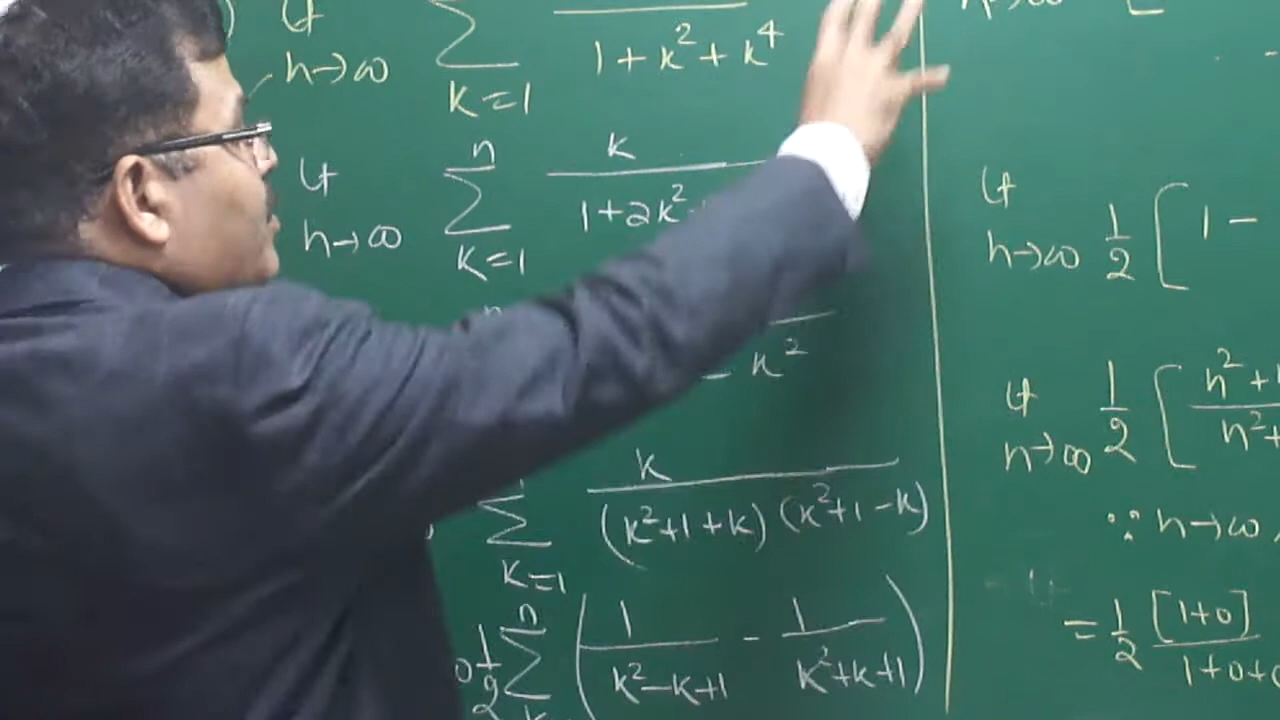 ) Lt n→∞ ∑ K=1 1+k²+k⁴
Lt n→∞ n ∑ K=1 k / 1+2k²
n - k²
n ∑ K=1 k / (k²+1+k)(k²+1-k)
1/2 n ∑ k (1 / k²-k+1 - 1 / k²+k+1)
n→∞ [
Lt n→∞ 1/2 [ 1 -
Lt n→∞ 1/2 [ n²+ / n²+
∵ n→∞
= 1/2 [1+0] / 1+0+